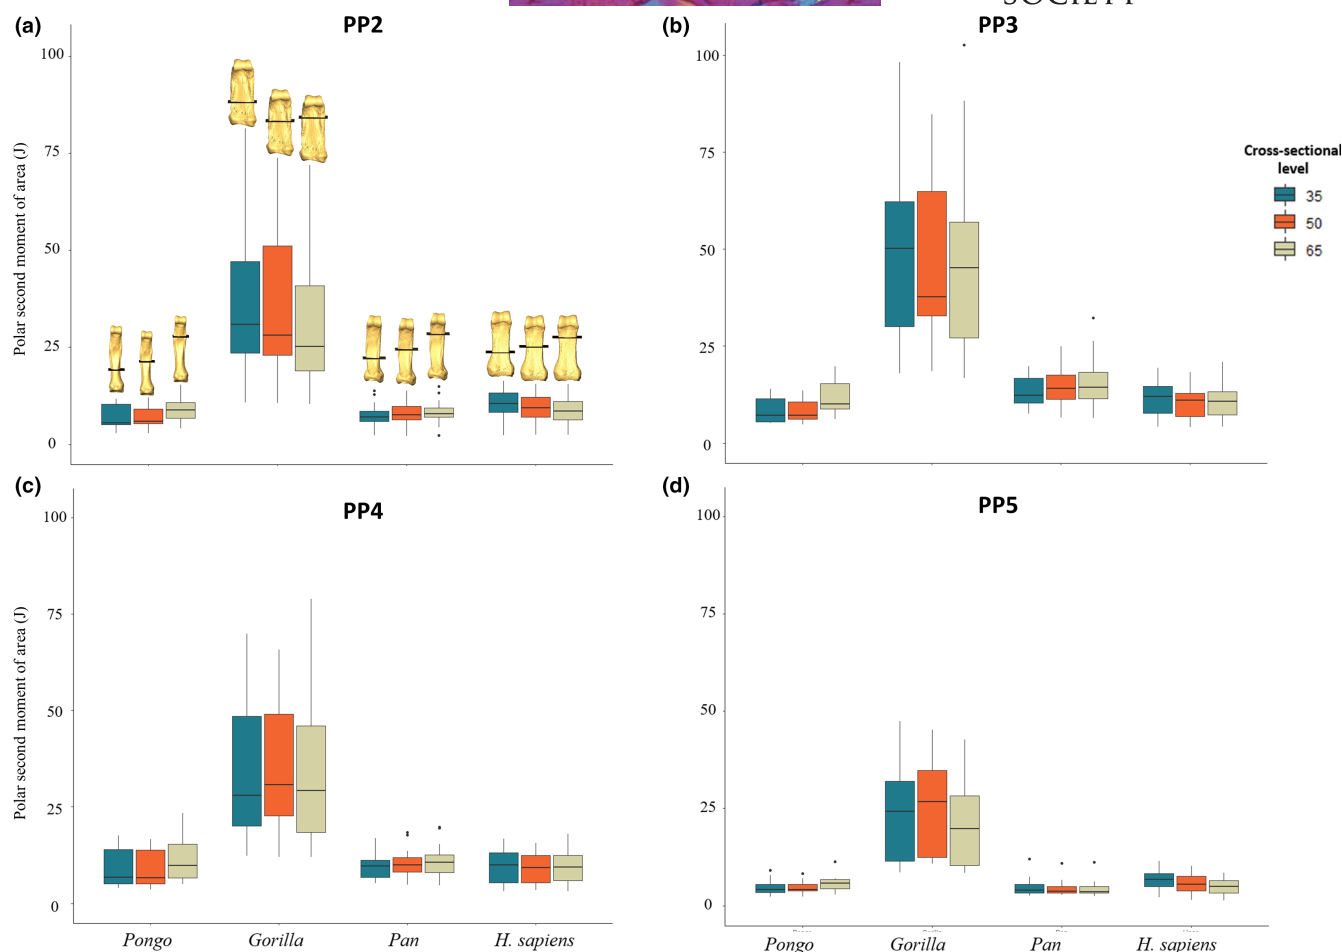 SOCIETY
(a)
PP2
(b)
PP3
100
75
50
25
0
Polar second moment of area (J)
100
75
50
25
0
Cross-sectional
level
35
50
65
(c)
PP4
(d)
PP5
100
75
50
25
0
Polar second moment of area (J)
100
75
50
25
0
Pongo
Gorilla
Pan
H. sapiens
Pongo
Gorilla
Pan
H. sapiens